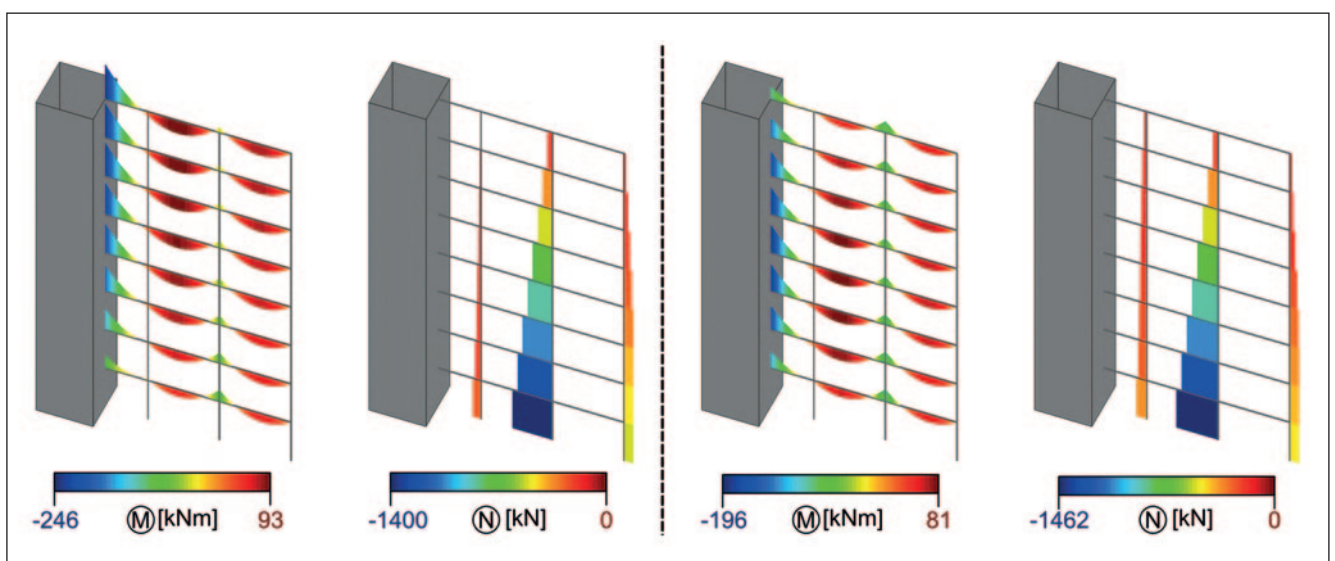 -246 Ⓜ [kNm] 93
-1400 Ⓝ [kN] 0
-196 Ⓜ [kNm] 81
-1462 Ⓝ [kN] 0